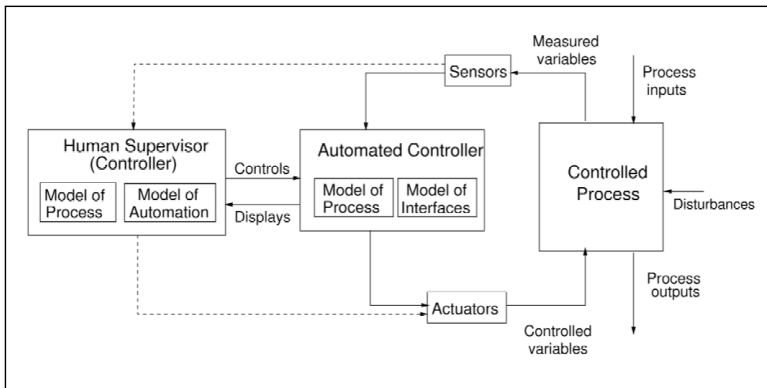 Measured
variables
Sensors
Process
inputs
Human Supervisor
(Controller)
Model of
Process
Model of
Automation
Controls
Displays
Automated Controller
Model of
Process
Model of
Interfaces
Controlled
Process
Disturbances
Actuators
Controlled
variables
Process
outputs